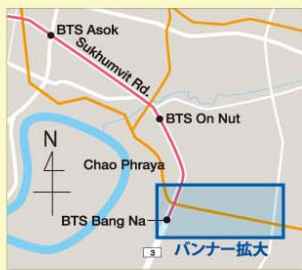 BTS Asok
Sukhumvit Rd.
BTS On Nut
N
Chao Phraya
BTS Bang Na
3
バンナー拡大